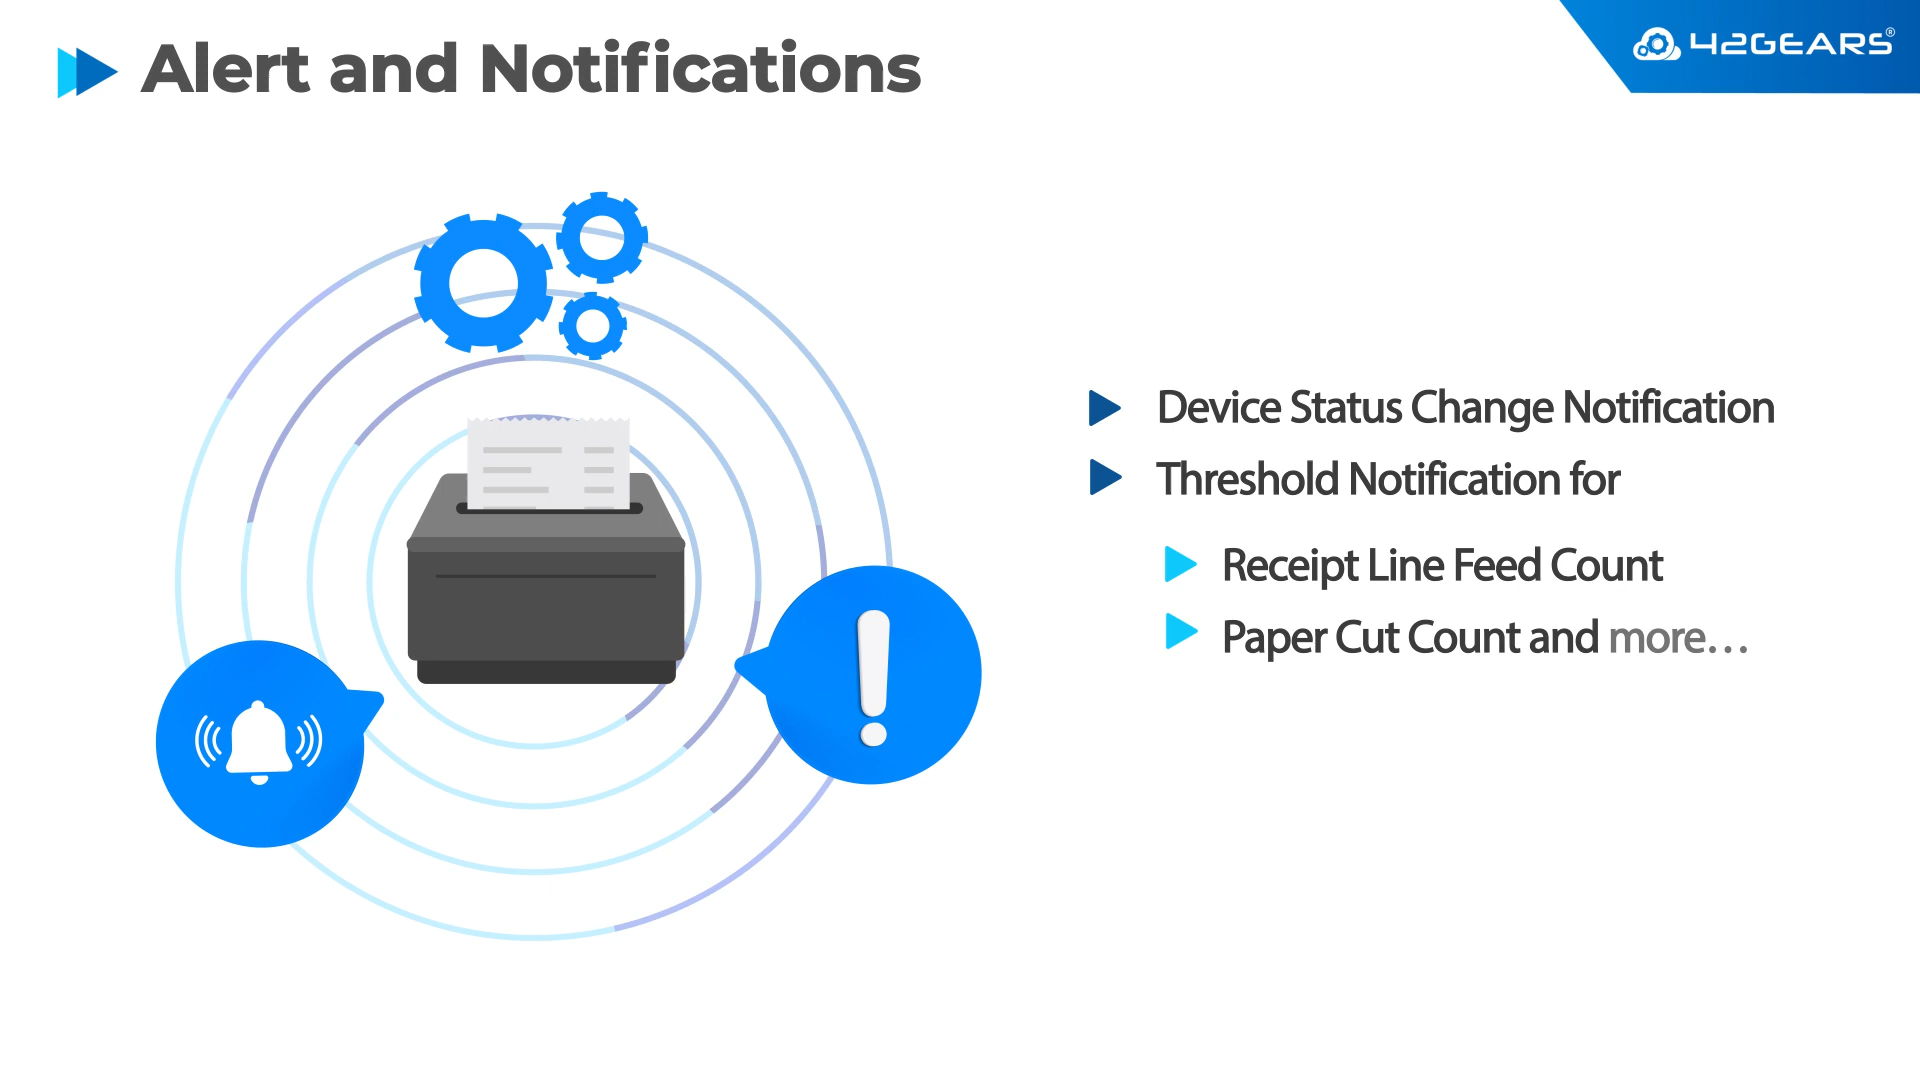 Alert and Notifications
42GEARS®
Device Status Change Notification
Threshold Notification for
Receipt Line Feed Count
Paper Cut Count and more...